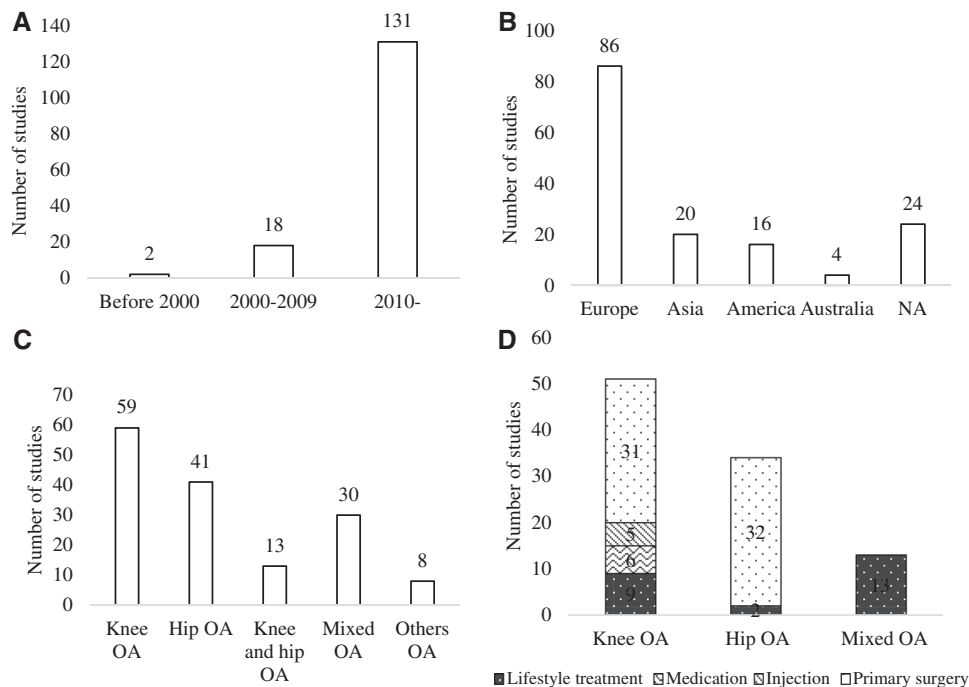 A
Number of studies
140
120
100
80
60
40
20
0
2
18
131
Before 2000 2000-2009 2010-
B
Number of studies
100
80
60
40
20
0
86
20
16
4
24
Europe Asia America Australia NA
C
Number of studies
70
60
50
40
30
20
10
0
59
41
13
30
8
Knee OA
Hip OA
Knee and hip OA
Mixed OA
Others OA
D
Number of studies
60
50
40
30
20
10
0
31
5
6
9
32
2
13
Knee OA Hip OA Mixed OA
Lifestyle treatment Medication Injection Primary surgery